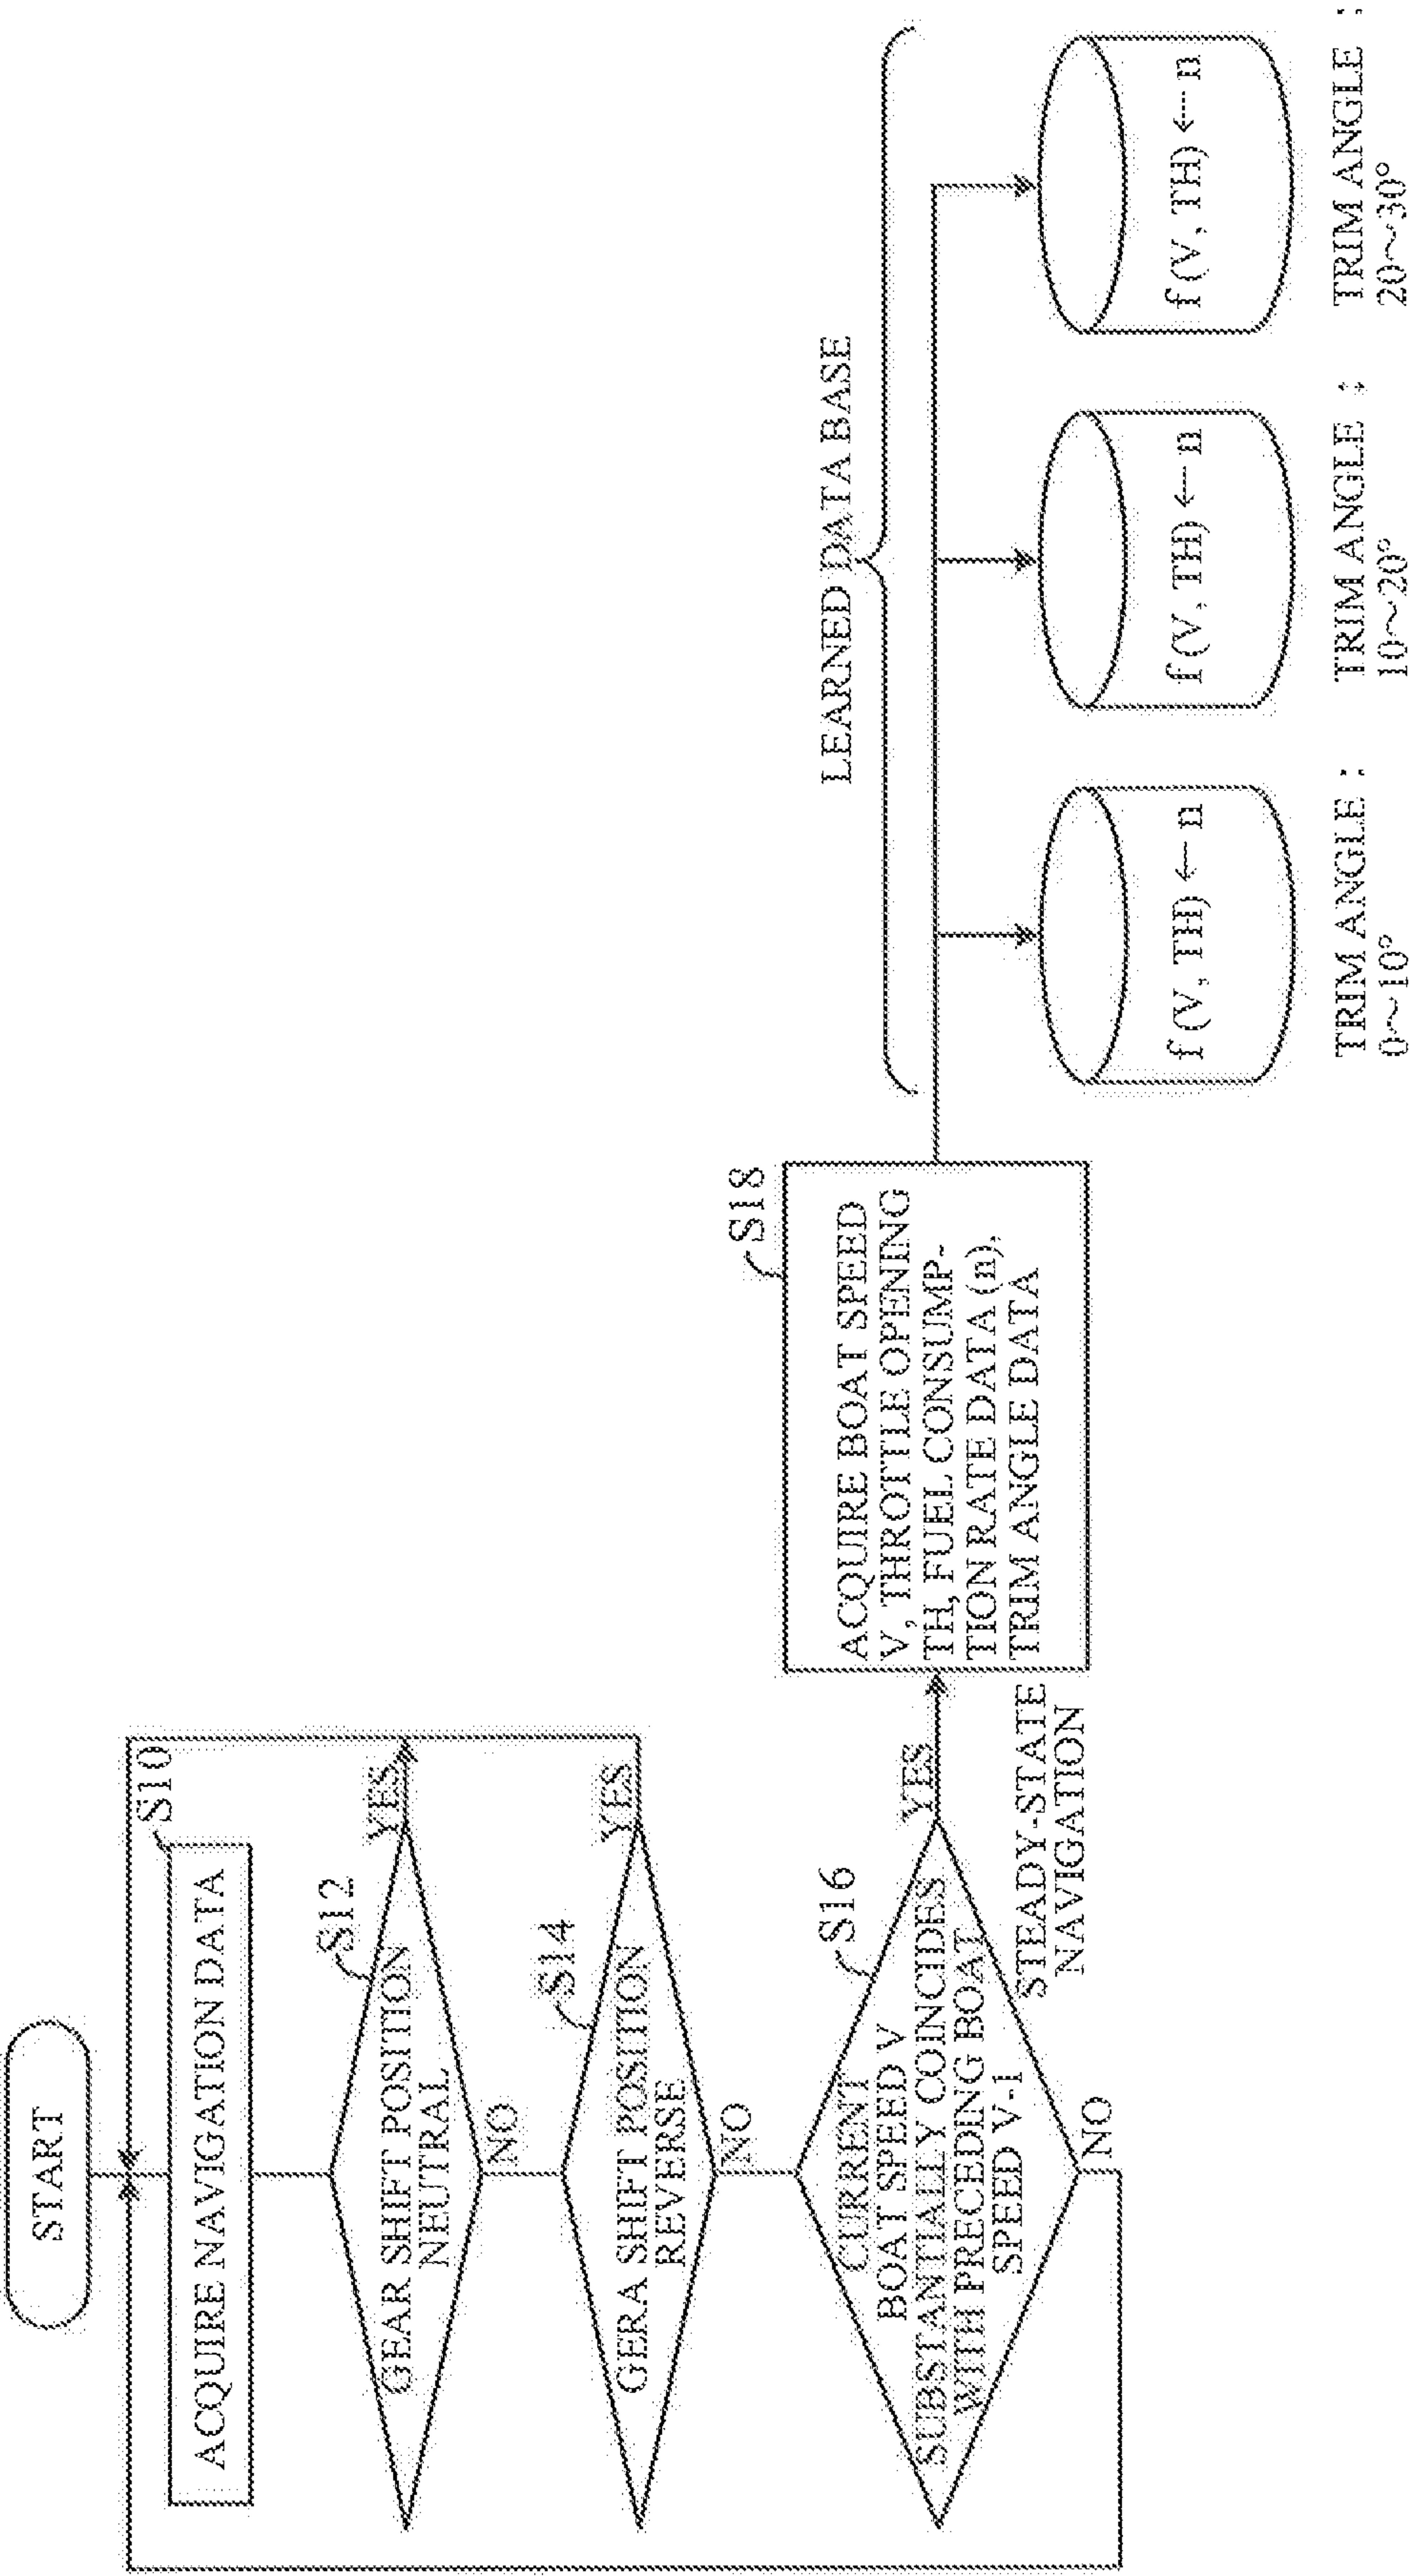 START
S10
ACQUIRE NAVIGATION DATA
S12
GEAR SHIFT POSITION
NEUTRAL
YES
NO
S14
GERA SHIFT POSITION
REVERSE
YES
NO
S16
CURRENT
BOAT SPEED V
SUBSTANTIALLY COINCIDES
WITH PRECEDING BOAT
SPEED V-1
YES
NO
STEADY-STATE
NAVIGATION
S18
ACQUIRE BOAT SPEED
V, THROTTLE OPENING
TH, FUEL CONSUMP-
TION RATE DATA (n),
TRIM ANGLE DATA
LEARNED DATA BASE
f (V, TH) ← n
f (V, TH) ← n
f (V, TH) ← n
TRIM ANGLE :
0～10°
TRIM ANGLE :
10～20°
TRIM ANGLE :
20～30°